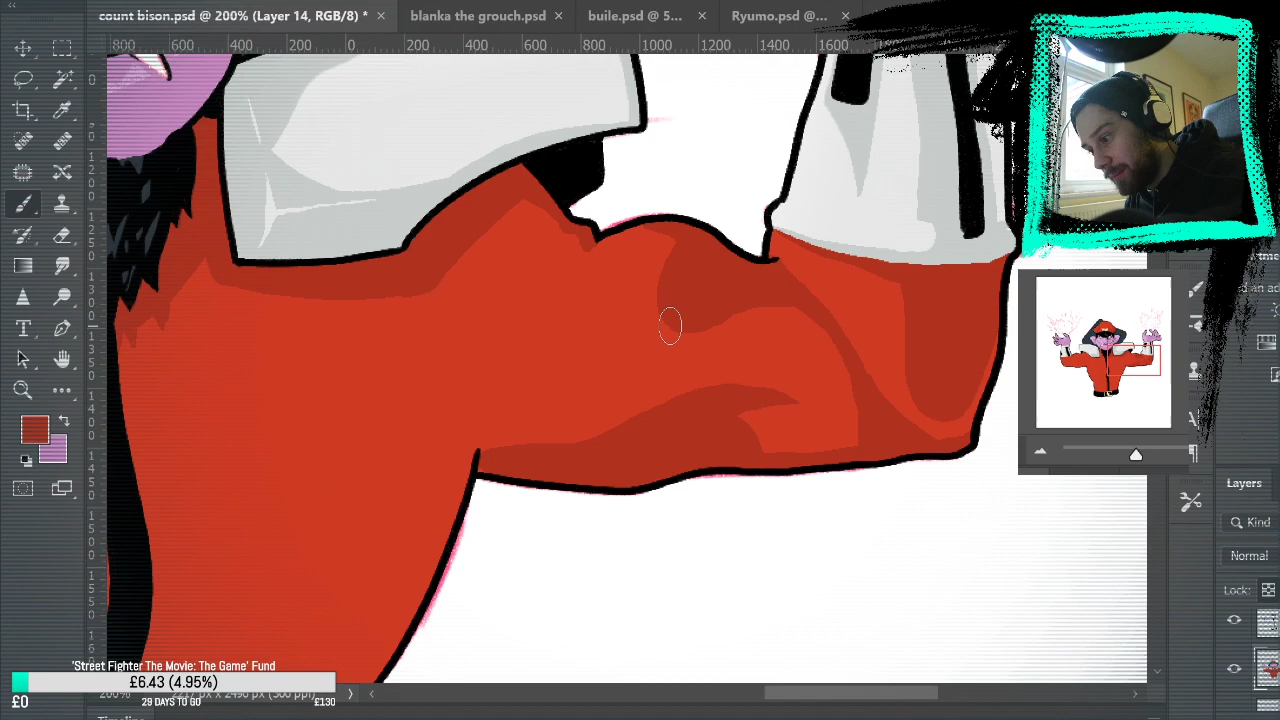 count bison.psd @ 200% (Layer 14, RGB/8) *
blanka the grouch.psd
buile.psd @ 5...
Ryumo.psd @...
800 600 400 200 0 200 400 600 800 1000 1200 1400 1600
Layers
Kind
Normal
Lock:
'Street Fighter The Movie: The Game' Fund
£6.43 (4.95%)
£0
29 DAYS TO GO
£130